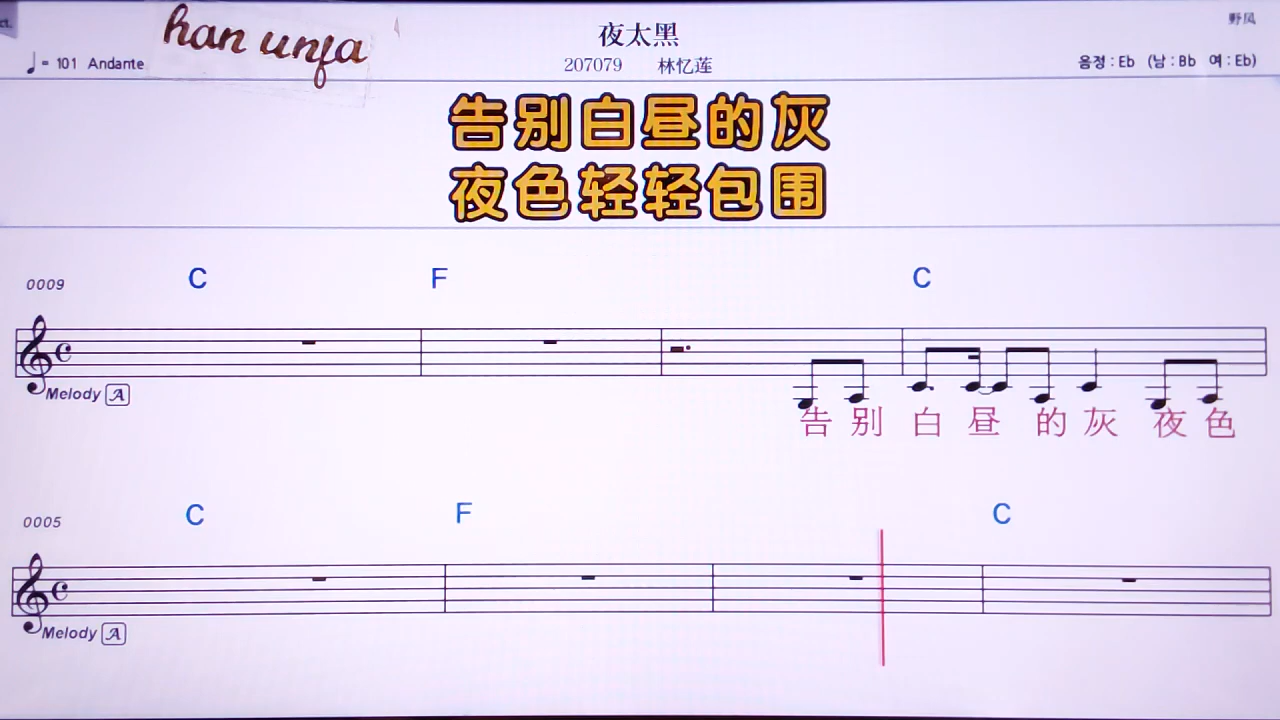 ct.
han unfa
夜太黑
野风
♩= 101 Andante
207079 林忆莲
음정 : Eb (남 : Bb 여 : Eb)
告别白昼的灰
夜色轻轻包围
0009
C F C
Melody A
告别白昼的灰夜色
0005
C F C
Melody A